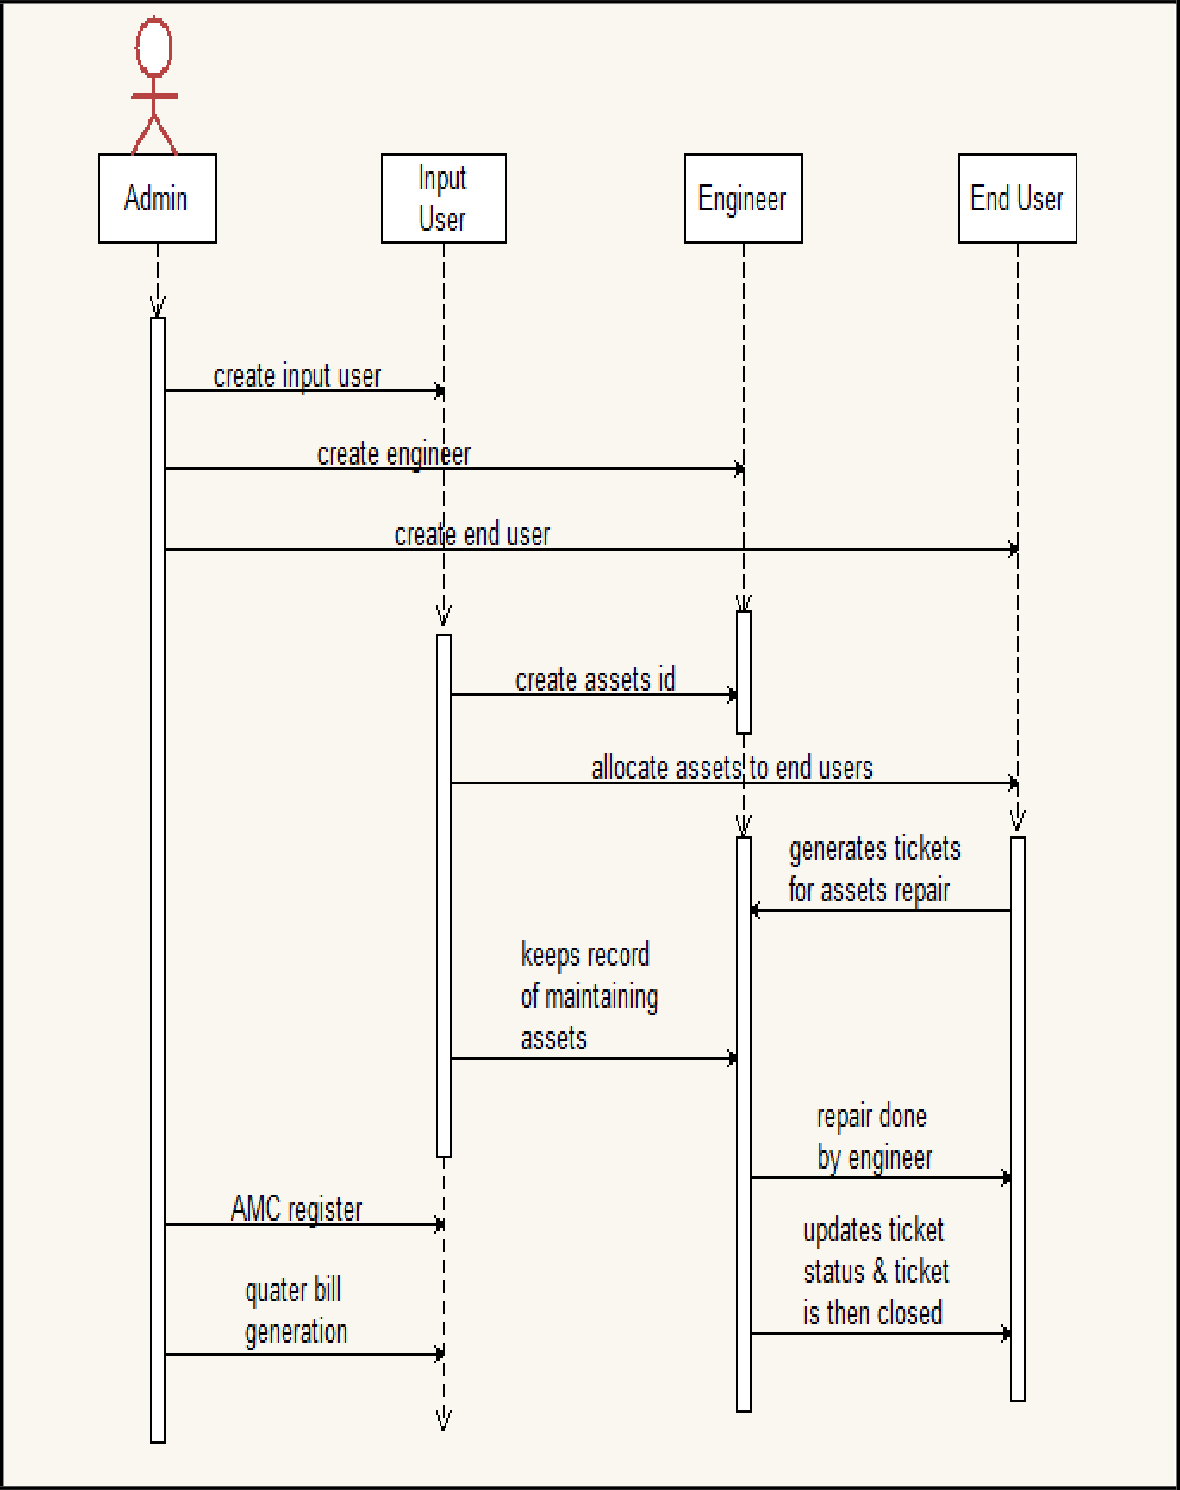 Admin
Input
User
Engineer
End User
create input user
create engineer
create end user
create assets id
allocate assets to end users
generates tickets
for assets repair
keeps record
of maintaining
assets
repair done
by engineer
AMC register
updates ticket
status & ticket
is then closed
quater bill
generation